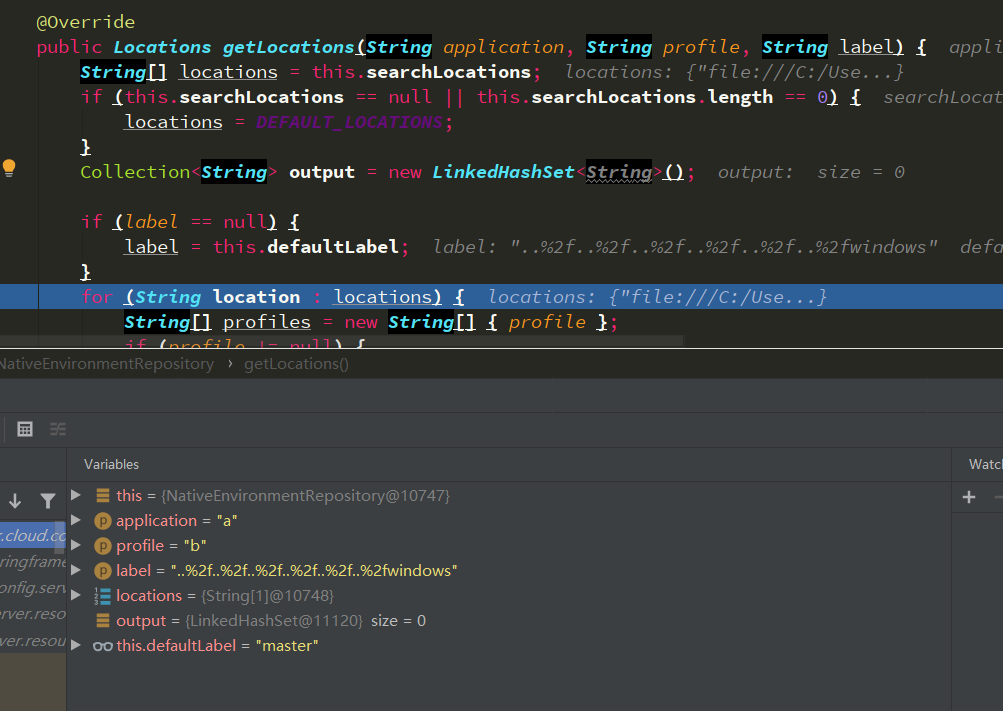 @Override
public Locations getLocations(String application, String profile, String label) { appli
String[] locations = this.searchLocations; locations: {"file:///C:/Use...}
if (this.searchLocations == null || this.searchLocations.length == 0) { searchLocat
locations = DEFAULT_LOCATIONS;
}
Collection<String> output = new LinkedHashSet<String>(); output: size = 0
if (label == null) {
label = this.defaultLabel; label: "..%2f..%2f..%2f..%2f..%2f..%2fwindows" defa
}
for (String location : locations) { locations: {"file:///C:/Use...}
String[] profiles = new String[] { profile };
if (profile != null) {
NativeEnvironmentRepository › getLocations()
Variables
Watc
this = {NativeEnvironmentRepository@10747}
application = "a"
profile = "b"
label = "..%2f..%2f..%2f..%2f..%2f..%2fwindows"
locations = {String[1]@10748}
output = {LinkedHashSet@11120} size = 0
this.defaultLabel = "master"
r.cloud.co
ringframe
onfig.serv
erver.reso
ver.resou